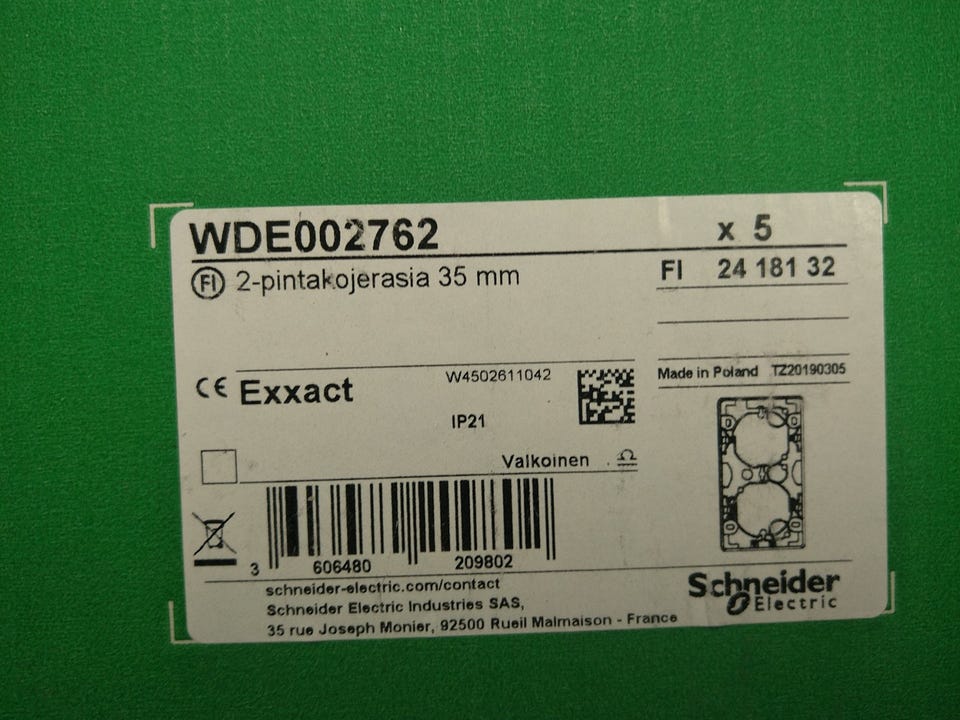 WDE002762
x 5
FI 2-pintakojerasia 35 mm
FI 24 181 32
CE Exxact
W4502611042
IP21
Made in Poland TZ20190305
Valkoinen
3 606480 209802
schneider-electric.com/contact
Schneider Electric Industries SAS,
35 rue Joseph Monier, 92500 Rueil Malmaison - France
Schneider
Electric